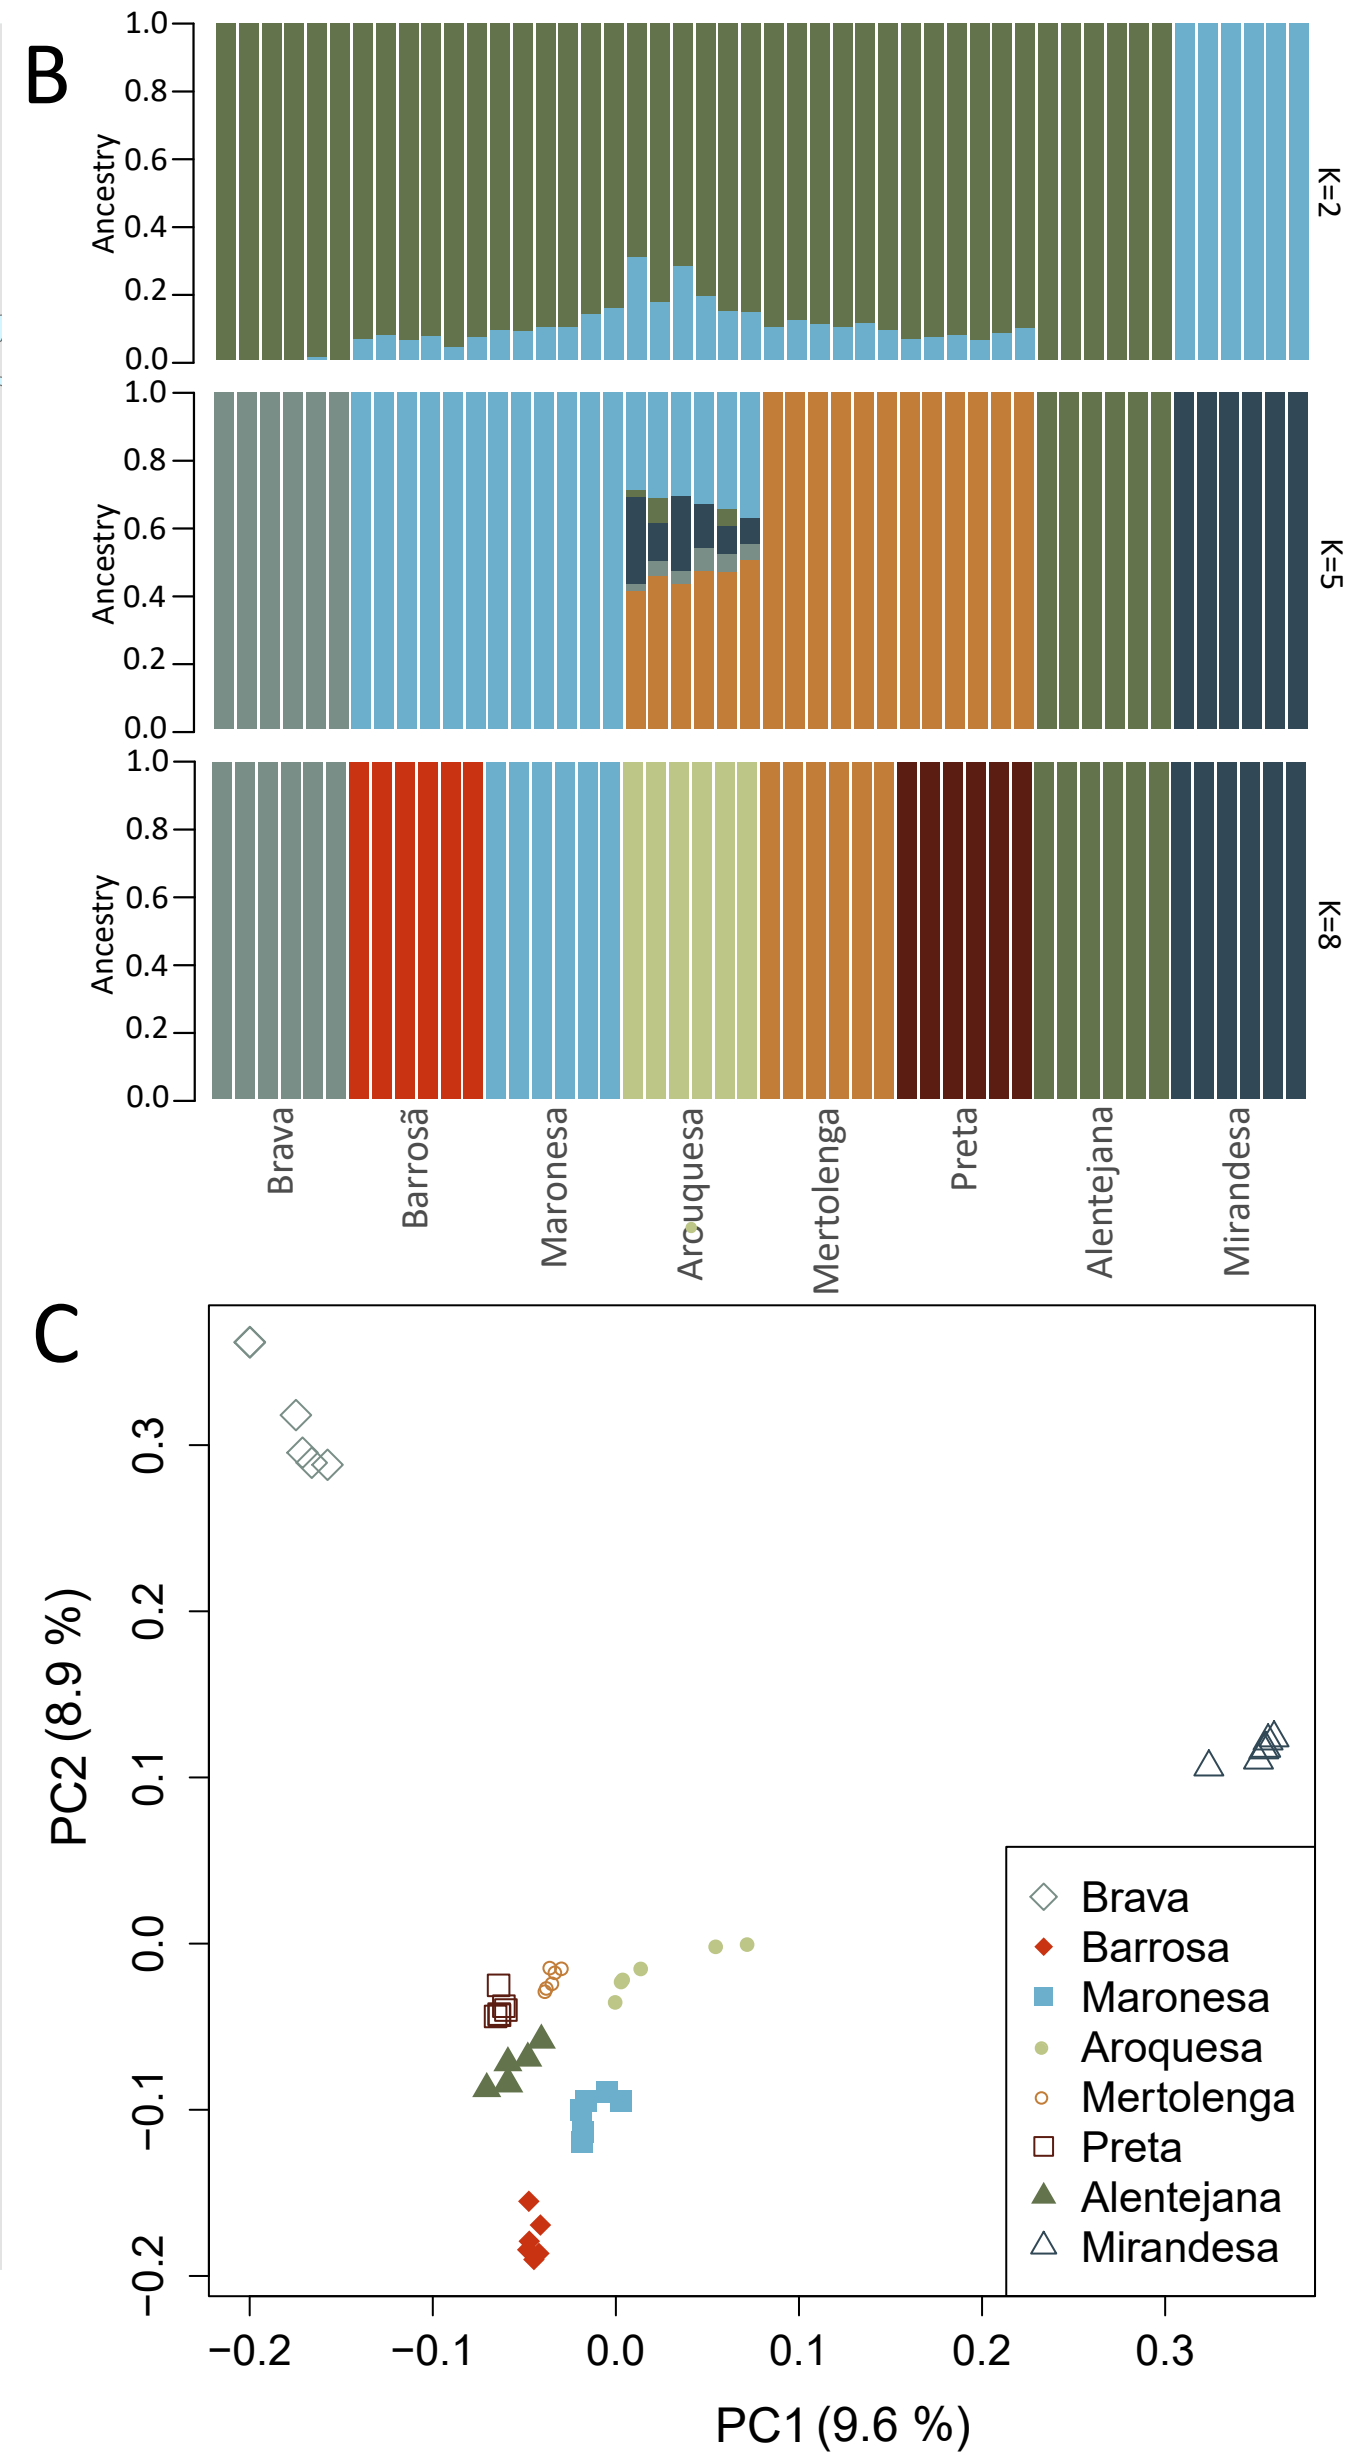 B
1.0
0.8
0.6
0.4
0.2
0.0
Ancestry
K=2
1.0
0.8
0.6
0.4
0.2
0.0
Ancestry
K=5
1.0
0.8
0.6
0.4
0.2
0.0
Ancestry
K=8
Brava
Barrosã
Maronesa
Arouquesa
Mertolenga
Preta
Alentejana
Mirandesa
C
0.3
0.2
0.1
0.0
−0.1
−0.2
PC2 (8.9 %)
Brava
Barrosa
Maronesa
Aroquesa
Mertolenga
Preta
Alentejana
Mirandesa
−0.2
−0.1
0.0
0.1
0.2
0.3
PC1 (9.6 %)